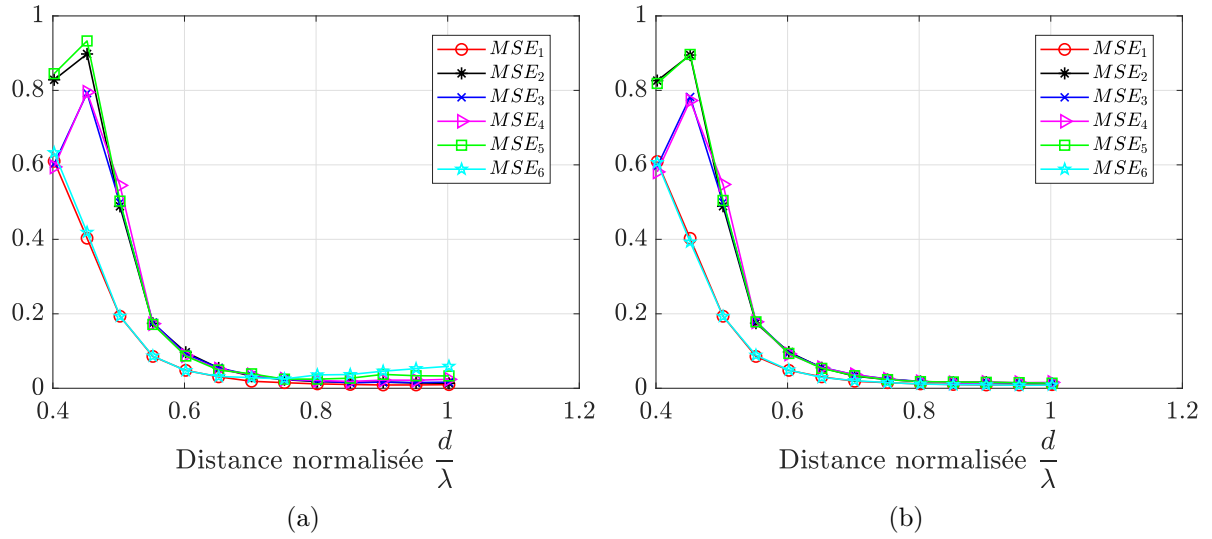 1
0.8
0.6
0.4
0.2
0
0.4 0.6 0.8 1 1.2
Distance normalisée d/λ
MSE₁
MSE₂
MSE₃
MSE₄
MSE₅
MSE₆
(a)
1
0.8
0.6
0.4
0.2
0
0.4 0.6 0.8 1 1.2
Distance normalisée d/λ
MSE₁
MSE₂
MSE₃
MSE₄
MSE₅
MSE₆
(b)